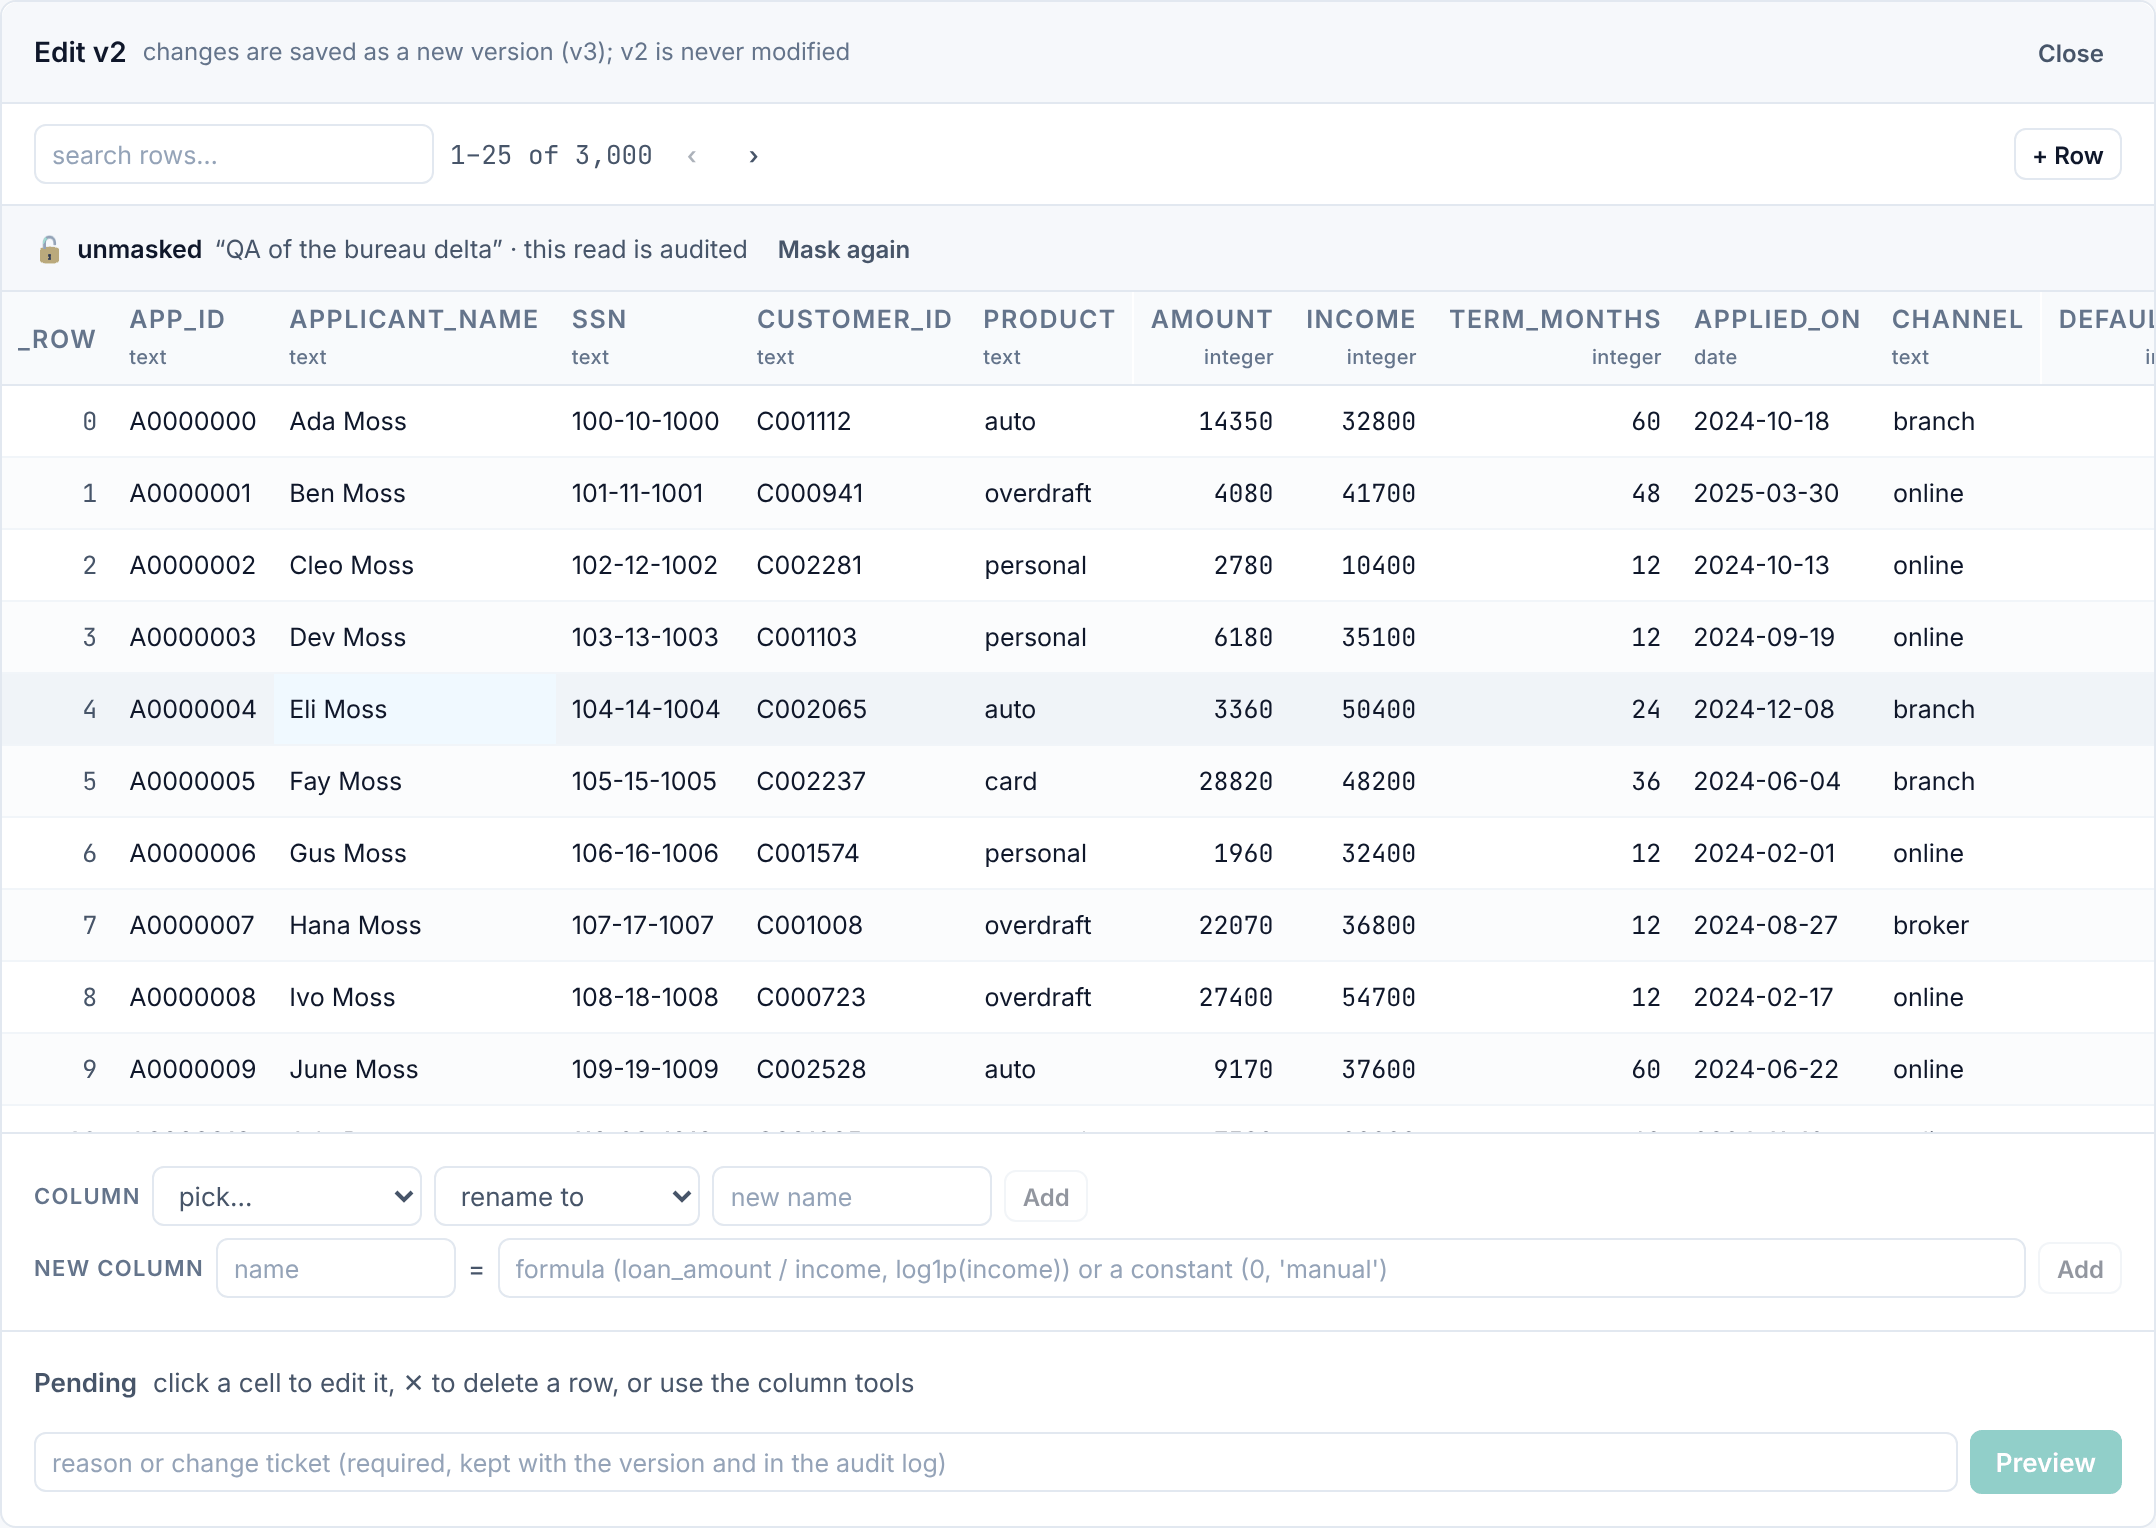 Edit v2 changes are saved as a new version (v3); v2 is never modified Close
search rows... 1–25 of 3,000 ‹ › + Row
unmasked “QA of the bureau delta” · this read is audited Mask again
_ROW APP_ID APPLICANT_NAME SSN CUSTOMER_ID PRODUCT AMOUNT INCOME TERM_MONTHS APPLIED_ON CHANNEL
text text text text text integer integer integer date text
0 A0000000 Ada Moss 100-10-1000 C001112 auto 14350 32800 60 2024-10-18 branch
1 A0000001 Ben Moss 101-11-1001 C000941 overdraft 4080 41700 48 2025-03-30 online
2 A0000002 Cleo Moss 102-12-1002 C002281 personal 2780 10400 12 2024-10-13 online
3 A0000003 Dev Moss 103-13-1003 C001103 personal 6180 35100 12 2024-09-19 online
4 A0000004 Eli Moss 104-14-1004 C002065 auto 3360 50400 24 2024-12-08 branch
5 A0000005 Fay Moss 105-15-1005 C002237 card 28820 48200 36 2024-06-04 branch
6 A0000006 Gus Moss 106-16-1006 C001574 personal 1960 32400 12 2024-02-01 online
7 A0000007 Hana Moss 107-17-1007 C001008 overdraft 22070 36800 12 2024-08-27 broker
8 A0000008 Ivo Moss 108-18-1008 C000723 overdraft 27400 54700 12 2024-02-17 online
9 A0000009 June Moss 109-19-1009 C002528 auto 9170 37600 60 2024-06-22 online
COLUMN pick... rename to new name Add
NEW COLUMN name = formula (loan_amount / income, log1p(income)) or a constant (0, 'manual') Add
Pending click a cell to edit it, ✕ to delete a row, or use the column tools
reason or change ticket (required, kept with the version and in the audit log) Preview